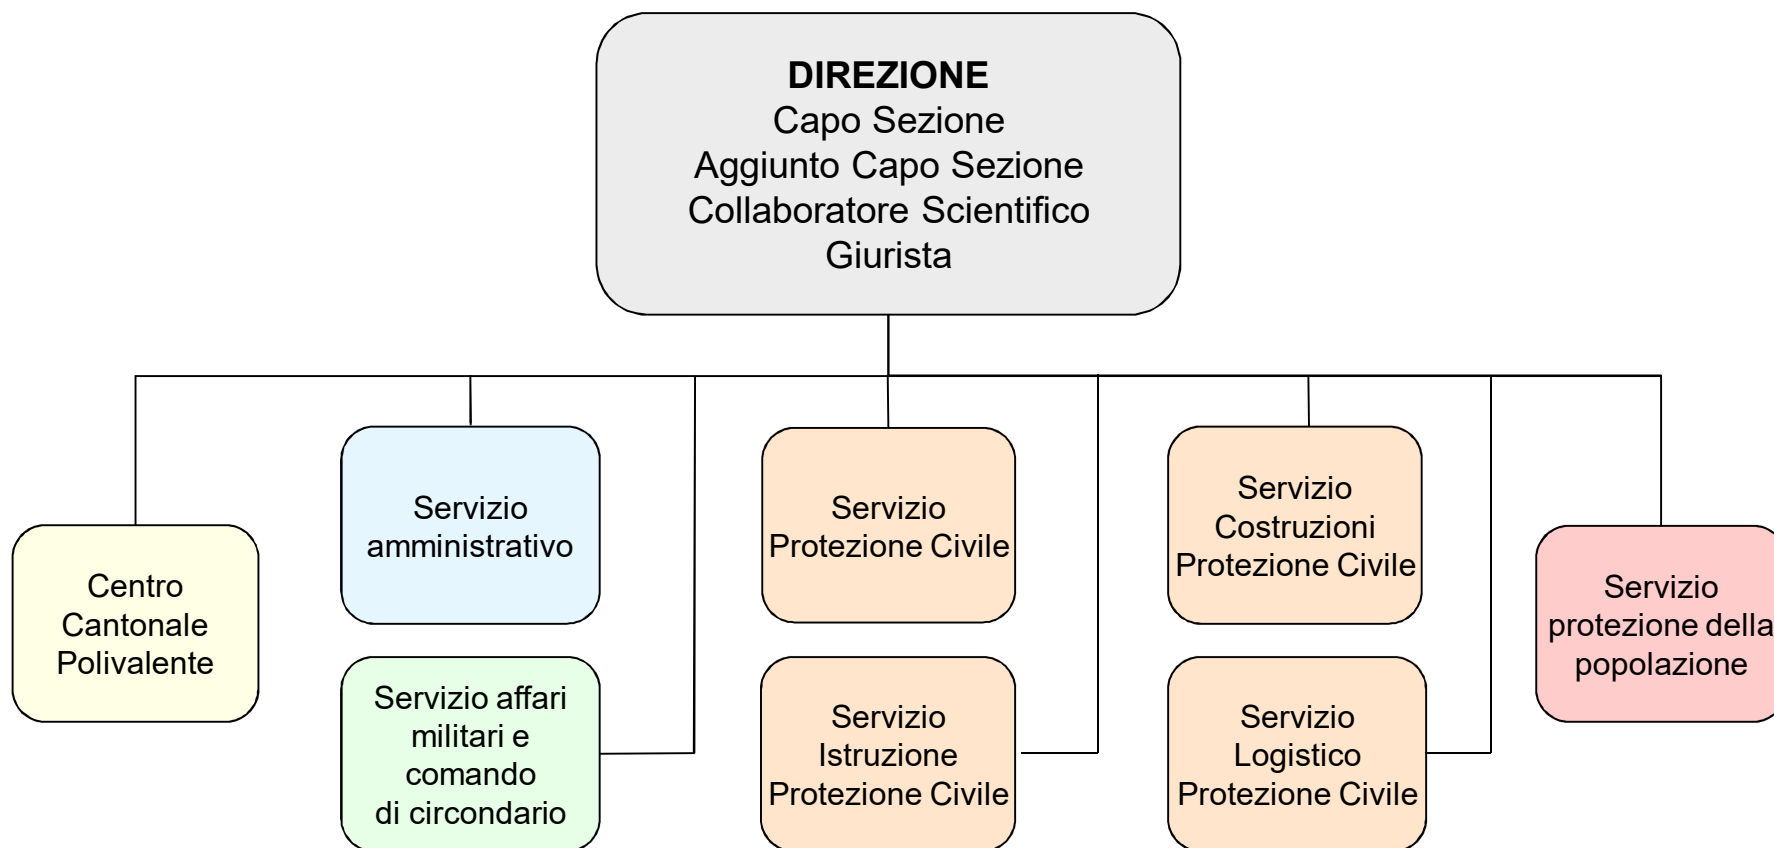 DIREZIONE
Capo Sezione
Aggiunto Capo Sezione
Collaboratore Scientifico
Giurista
Centro
Cantonale
Polivalente
Servizio
amministrativo
Servizio affari
militari e
comando
di circondario
Servizio
Protezione Civile
Servizio
Istruzione
Protezione Civile
Servizio
Costruzioni
Protezione Civile
Servizio
Logistico
Protezione Civile
Servizio
protezione della
popolazione